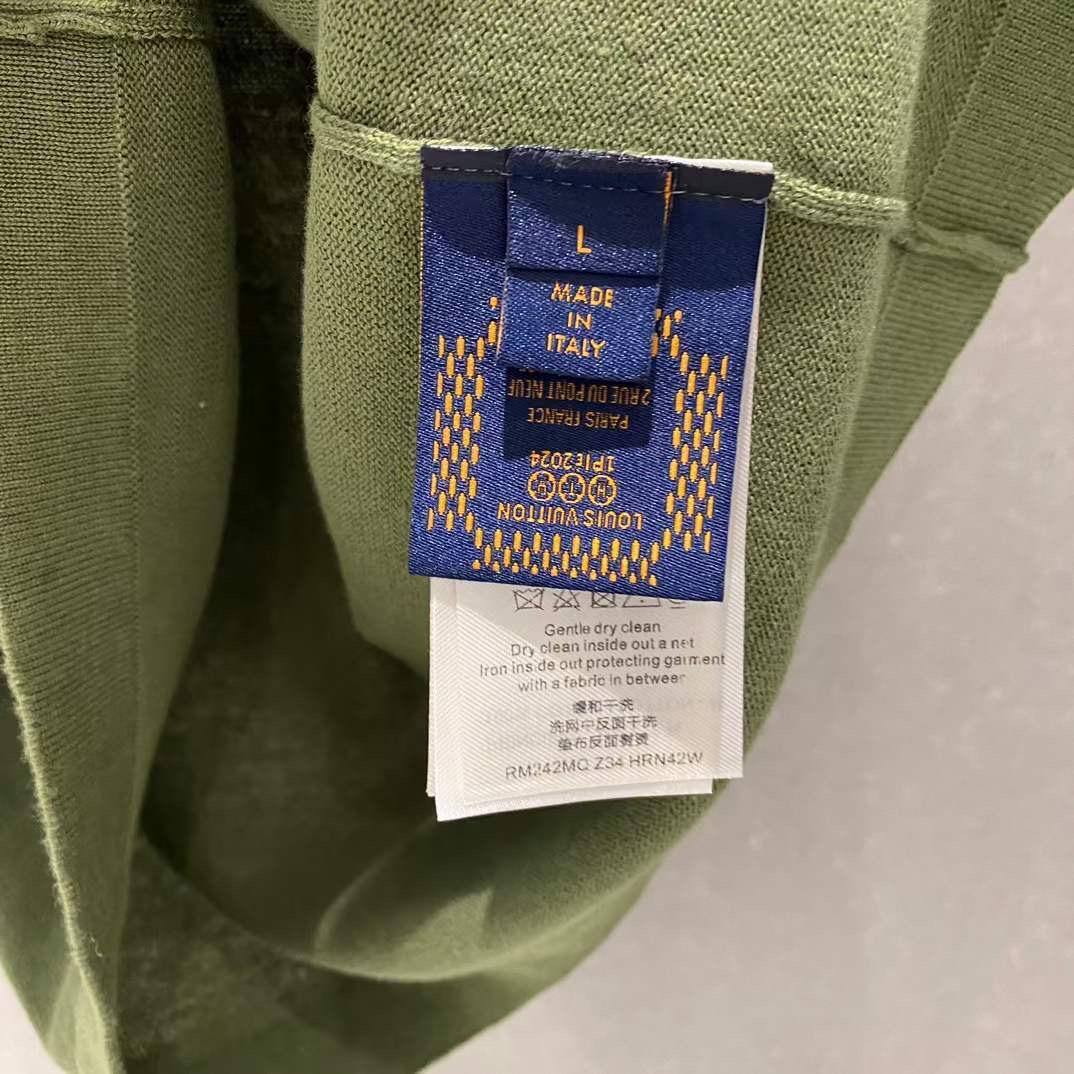 L
MADE
IN
ITALY
2 RUE DU PONT NEUF
PARIS FRANCE
1P1E2024
LOUIS VUITTON
Gentle dry clean
Dry clean inside out a net
Iron inside out protecting garment
with a fabric in between
缓和干洗
洗网中反面干洗
垫布反面熨烫
RM242MQ Z34 HRN42W